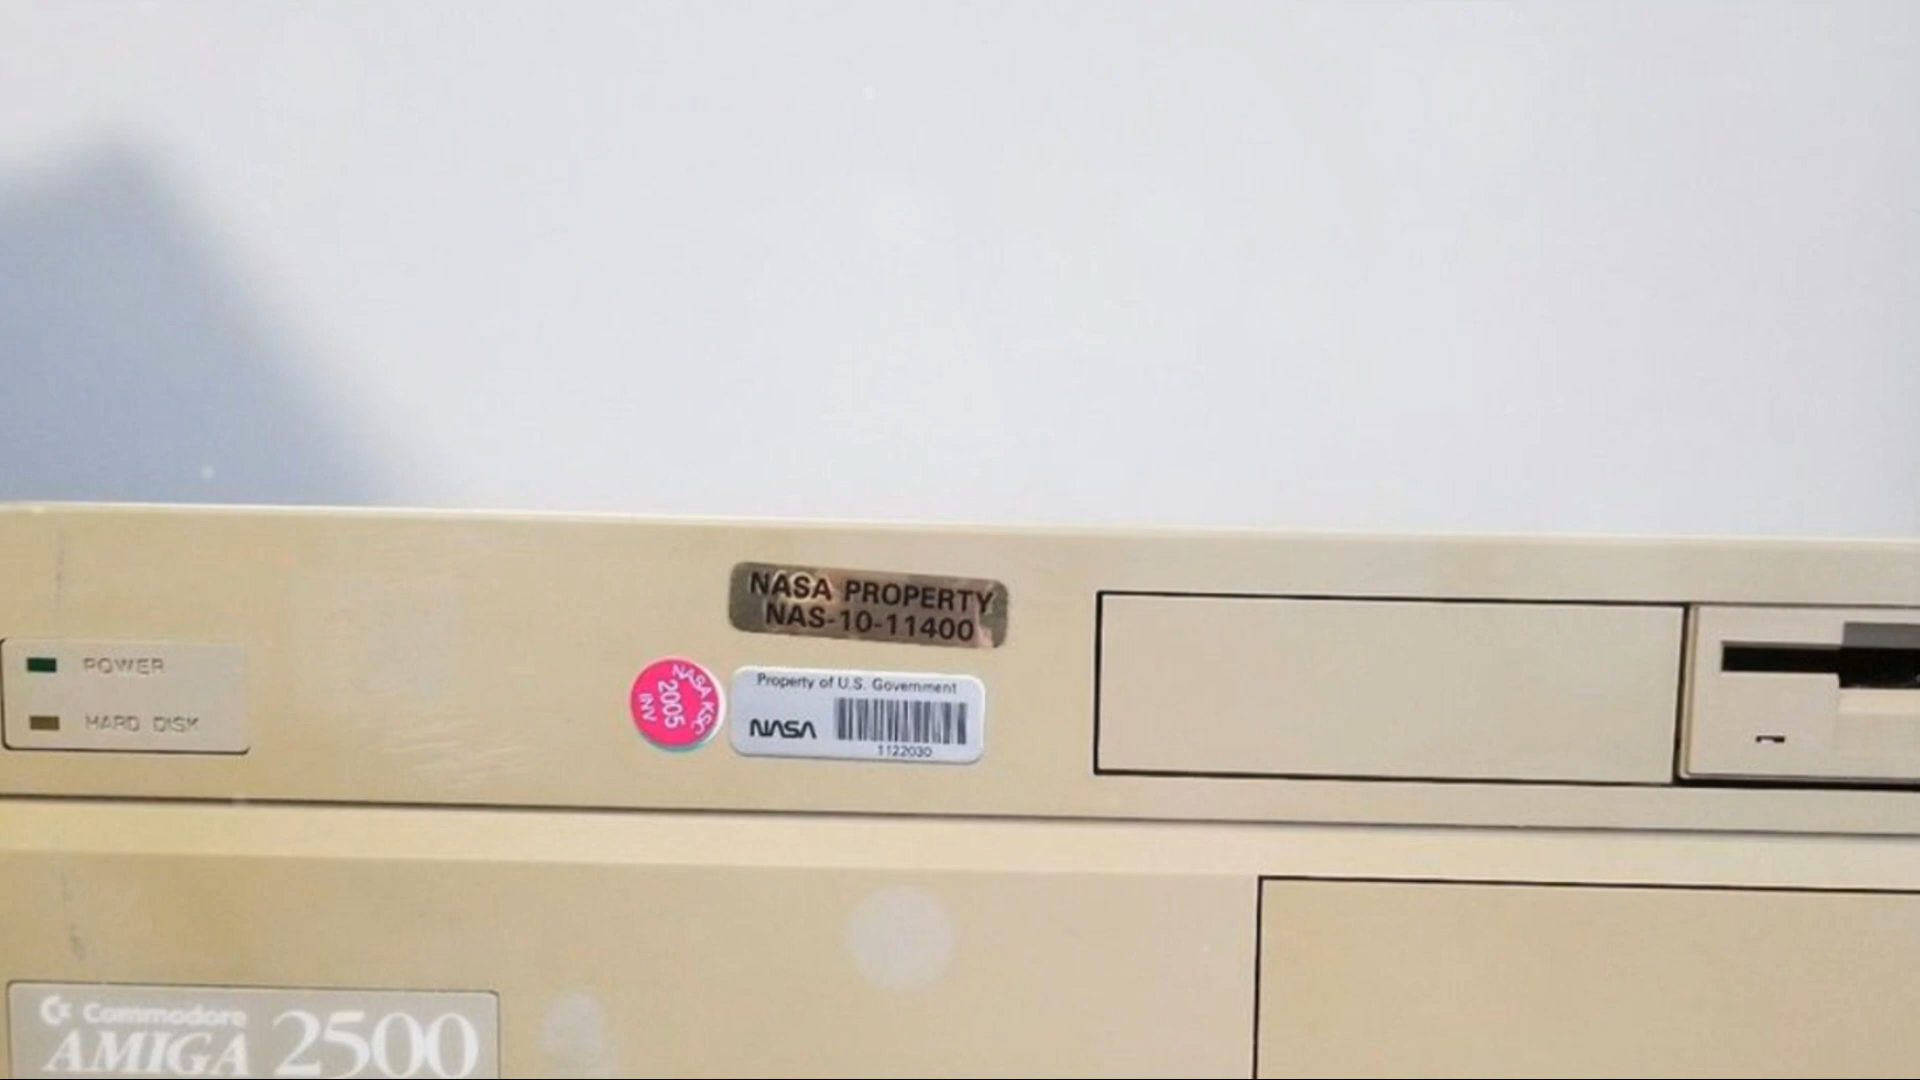 NASA PROPERTY
NAS-10-11400
POWER
HARD DISK
NASA KSC
2005
INV
Property of U.S. Government
NASA
1122030
Commodore
AMIGA 2500